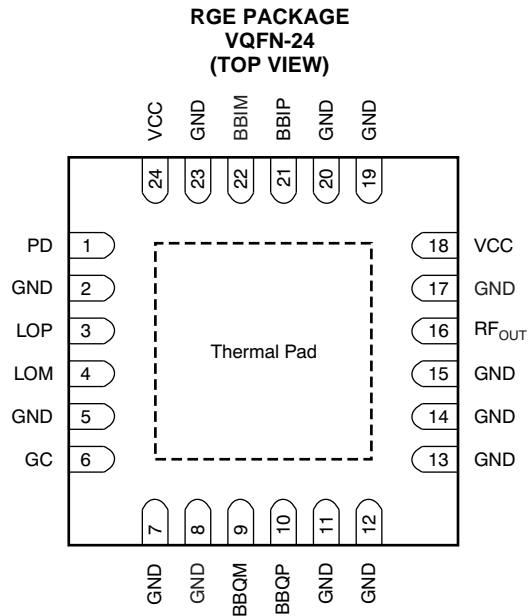 RGE PACKAGE
VQFN-24
(TOP VIEW)
VCC GND BBIM BBIP GND GND
24 23 22 21 20 19
PD 1 18 VCC
GND 2 17 GND
LOP 3 16 RFOUT
Thermal Pad
LOM 4 15 GND
GND 5 14 GND
GC 6 13 GND
7 8 9 10 11 12
GND GND BBQM BBQP GND GND